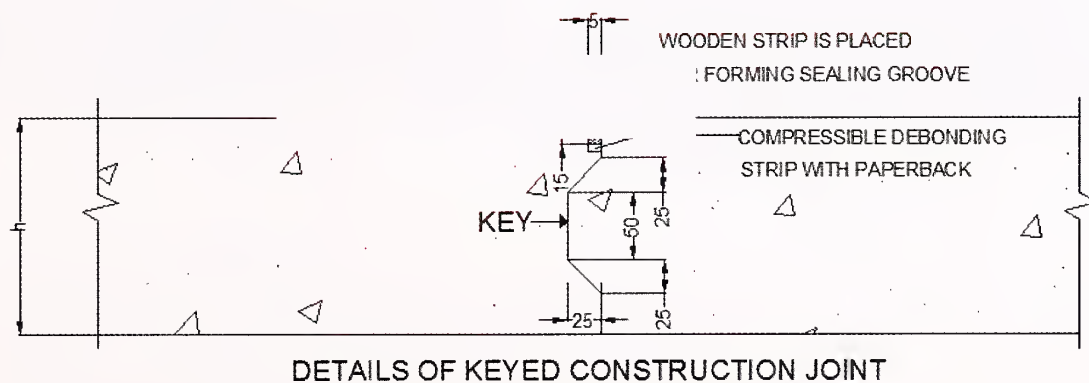 5
WOODEN STRIP IS PLACED
: FORMING SEALING GROOVE
COMPRESSIBLE DEBONDING
STRIP WITH PAPERBACK
h
15
KEY
50
25
25
25
DETAILS OF KEYED CONSTRUCTION JOINT